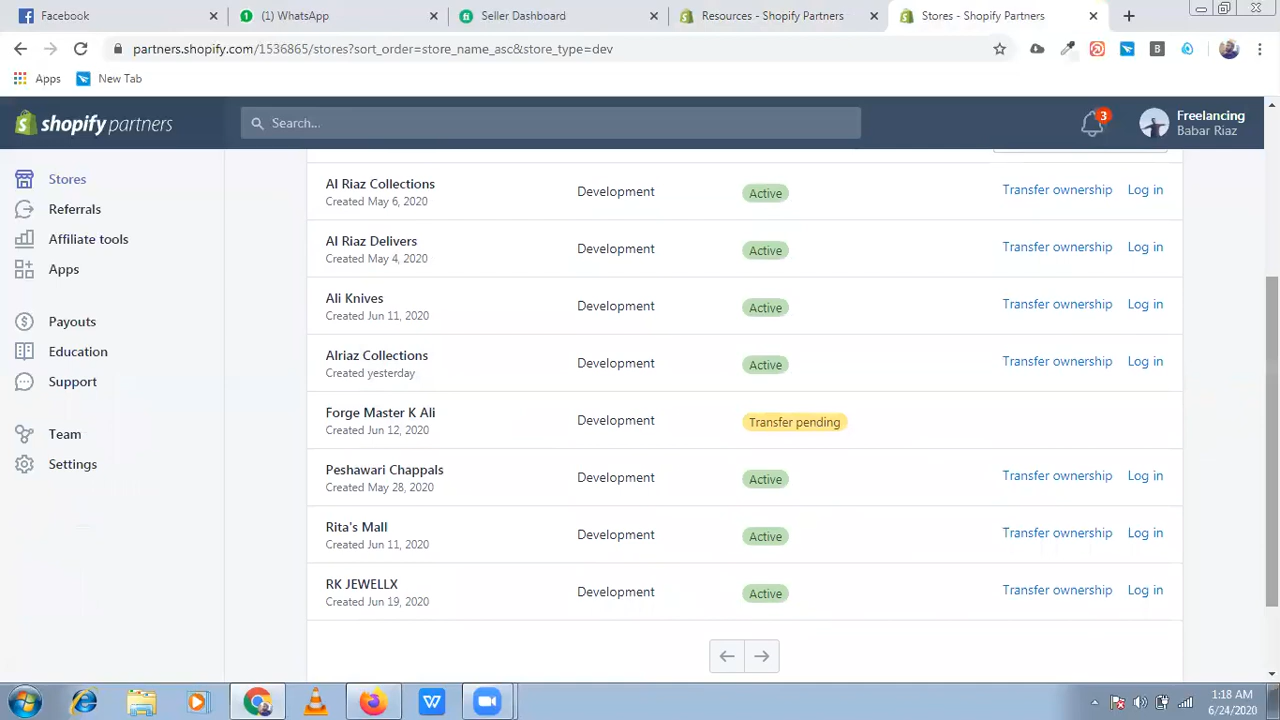 Facebook
(1) WhatsApp
Seller Dashboard
Resources - Shopify Partners
Stores - Shopify Partners
partners.shopify.com/1536865/stores?sort_order=store_name_asc&store_type=dev
Apps
New Tab
shopify partners
Search...
3
Freelancing
Babar Riaz
Stores
Referrals
Affiliate tools
Apps
Payouts
Education
Support
Team
Settings
Al Riaz Collections
Created May 6, 2020
Development
Active
Transfer ownership
Log in
Al Riaz Delivers
Created May 4, 2020
Development
Active
Transfer ownership
Log in
Ali Knives
Created Jun 11, 2020
Development
Active
Transfer ownership
Log in
Alriaz Collections
Created yesterday
Development
Active
Transfer ownership
Log in
Forge Master K Ali
Created Jun 12, 2020
Development
Transfer pending
Peshawari Chappals
Created May 28, 2020
Development
Active
Transfer ownership
Log in
Rita's Mall
Created Jun 11, 2020
Development
Active
Transfer ownership
Log in
RK JEWELLX
Created Jun 19, 2020
Development
Active
Transfer ownership
Log in
1:18 AM
6/24/2020